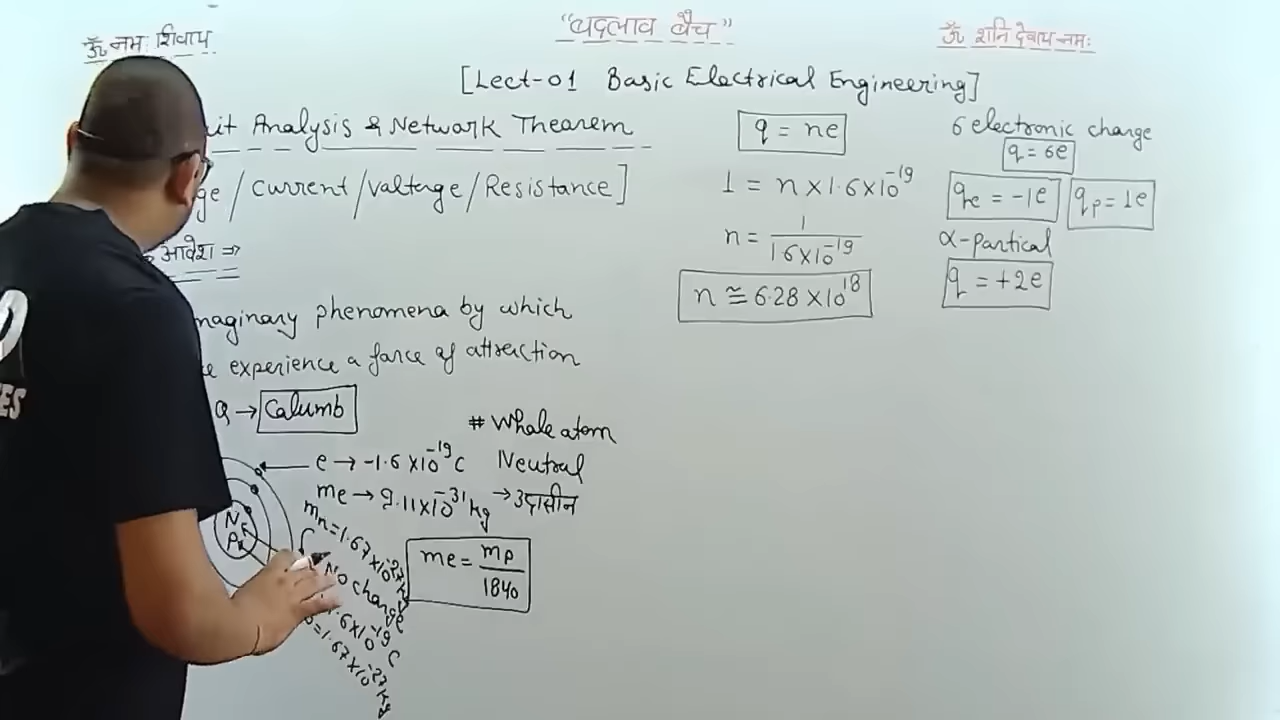 ॐ नमः शिवाय
"बदलाव बैच"
ॐ शनि देवाय नमः
[Lect-01 Basic Electrical Engineering]
uit Analysis & Network Theorem
ge / Current / Valtage / Resistance]
आवेश ⇒
maginary phenomena by which
experience a farce of attraction
Q → Calumb
e → -1.6 × 10⁻¹⁹ C
me → 9.11 × 10⁻³¹ kg
mn = 1.67 × 10⁻²⁷ kg
No charge
1.6 × 10⁻¹⁹ C
= 1.67 × 10⁻²⁷ kg
N
P
# Whale atom
Neutral
→ उदासीन
me = mp / 1840
q = ne
1 = n × 1.6 × 10⁻¹⁹
n = 1 / 1.6 × 10⁻¹⁹
n ≅ 6.28 × 10¹⁸
6 electronic charge
q = 6e
qe = -1e qp = 1e
α-partical
q = +2e